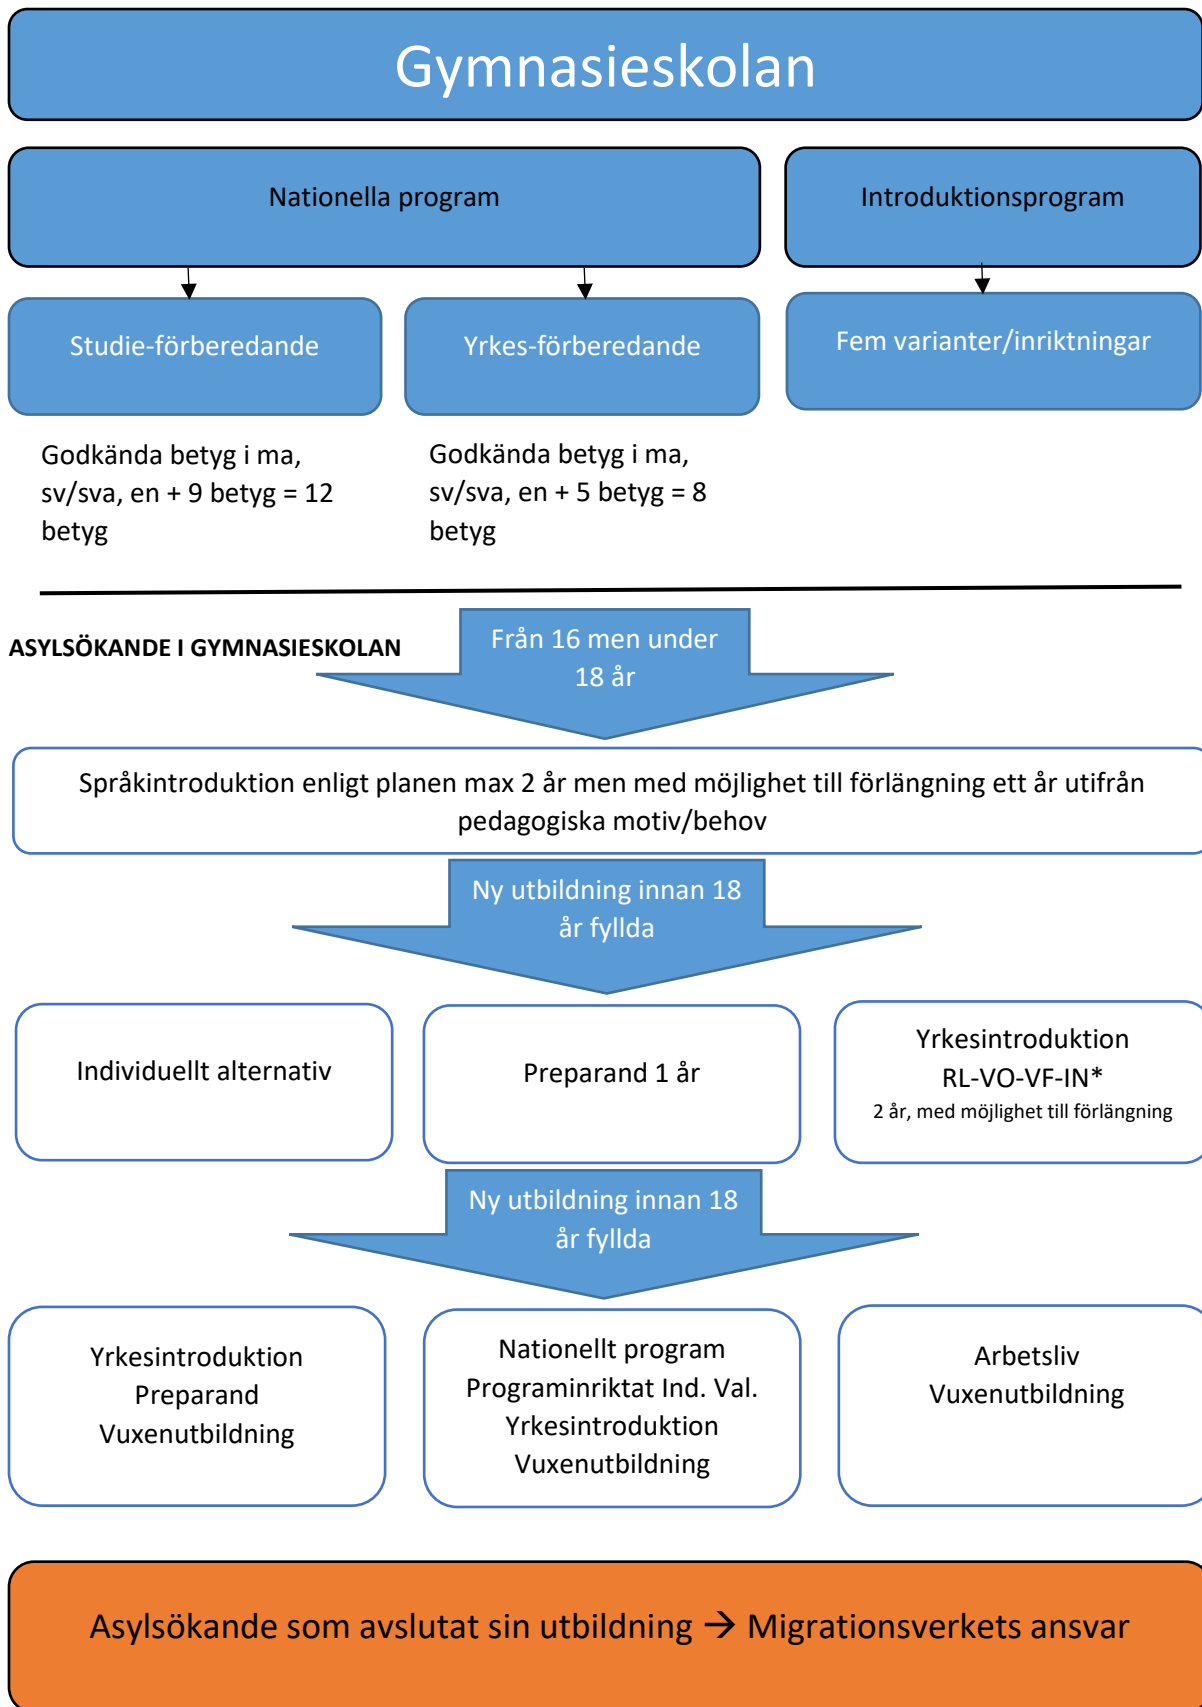 Gymnasieskolan
Nationella program
Introduktionsprogram
Studie-förberedande
Yrkes-förberedande
Fem varianter/inriktningar
Godkända betyg i ma,
sv/sva, en + 9 betyg = 12
betyg
Godkända betyg i ma,
sv/sva, en + 5 betyg = 8
betyg
ASYLSÖKANDE I GYMNASIESKOLAN
Från 16 men under
18 år
Språkintroduktion enligt planen max 2 år men med möjlighet till förlängning ett år utifrån
pedagogiska motiv/behov
Ny utbildning innan 18
år fyllda
Individuellt alternativ
Preparand 1 år
Yrkesintroduktion
RL-VO-VF-IN*
2 år, med möjlighet till förlängning
Ny utbildning innan 18
år fyllda
Yrkesintroduktion
Preparand
Vuxenutbildning
Nationellt program
Programinriktat Ind. Val.
Yrkesintroduktion
Vuxenutbildning
Arbetsliv
Vuxenutbildning
Asylsökande som avslutat sin utbildning → Migrationsverkets ansvar